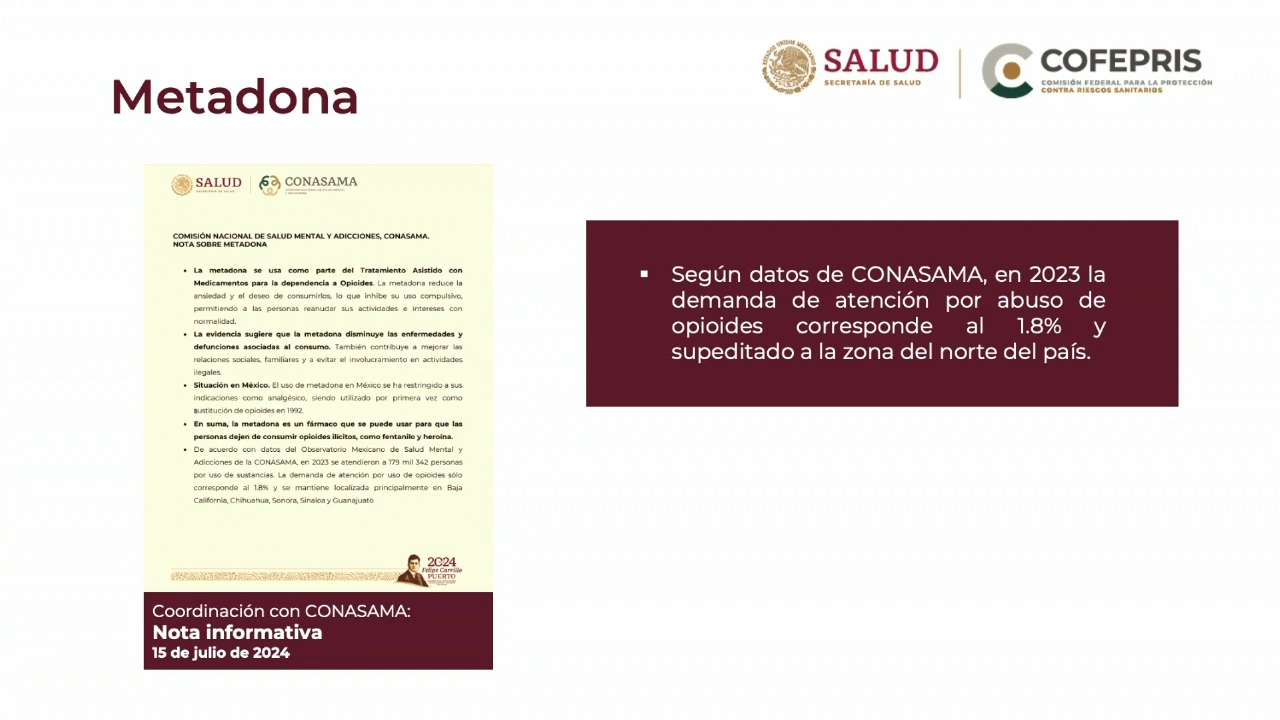 Metadona
SALUD
SECRETARÍA DE SALUD
COFEPRIS
COMISIÓN FEDERAL PARA LA PROTECCIÓN
CONTRA RIESGOS SANITARIOS
SALUD
SECRETARÍA DE SALUD
CONASAMA
COMISIÓN NACIONAL DE SALUD MENTAL
Y ADICCIONES
COMISIÓN NACIONAL DE SALUD MENTAL Y ADICCIONES, CONASAMA.
NOTA SOBRE METADONA
• La metadona se usa como parte del Tratamiento Asistido con
Medicamentos para la dependencia a Opioides. La metadona reduce la
ansiedad y el deseo de consumirlos, lo que inhibe su uso compulsivo,
permitiendo a las personas reanudar sus actividades e intereses con
normalidad.
• La evidencia sugiere que la metadona disminuye las enfermedades y
defunciones asociadas al consumo. También contribuye a mejorar las
relaciones sociales, familiares y a evitar el involucramiento en actividades
ilegales.
• Situación en México. El uso de metadona en México se ha restringido a sus
indicaciones como analgésico, siendo utilizado por primera vez como
sustitución de opioides en 1992.
• En suma, la metadona es un fármaco que se puede usar para que las
personas dejen de consumir opioides ilícitos, como fentanilo y heroína.
• De acuerdo con datos del Observatorio Mexicano de Salud Mental y
Adicciones de la CONASAMA, en 2023 se atendieron a 179 mil 342 personas
por uso de sustancias. La demanda de atención por uso de opioides sólo
corresponde al 1.8% y se mantiene localizada principalmente en Baja
California, Chihuahua, Sonora, Sinaloa y Guanajuato
2024
Felipe Carrillo
PUERTO
Coordinación con CONASAMA:
Nota informativa
15 de julio de 2024
▪ Según datos de CONASAMA, en 2023 la
demanda de atención por abuso de
opioides corresponde al 1.8% y
supeditado a la zona del norte del país.